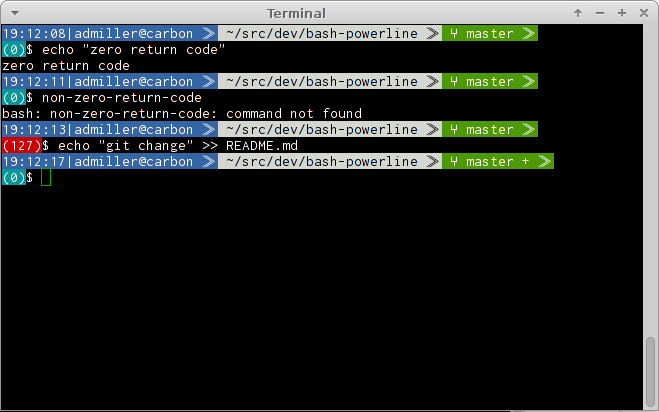 Terminal
19:12:08|admiller@carbon ≫ ~/src/dev/bash-powerline ≫ Ψ master ≫
(0)$ echo "zero return code"
zero return code
19:12:11|admiller@carbon ≫ ~/src/dev/bash-powerline ≫ Ψ master ≫
(0)$ non-zero-return-code
bash: non-zero-return-code: command not found
19:12:13|admiller@carbon ≫ ~/src/dev/bash-powerline ≫ Ψ master ≫
(127)$ echo "git change" >> README.md
19:12:17|admiller@carbon ≫ ~/src/dev/bash-powerline ≫ Ψ master + ≫
(0)$